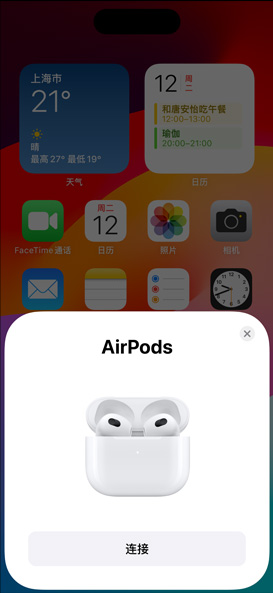 上海市
21°
晴
最高 27° 最低 19°
天气
12 周二
和唐安怡吃午餐
12:00–13:00
瑜伽
20:00–21:00
日历
FaceTime 通话
周二
12
日历
照片
相机
AirPods
连接